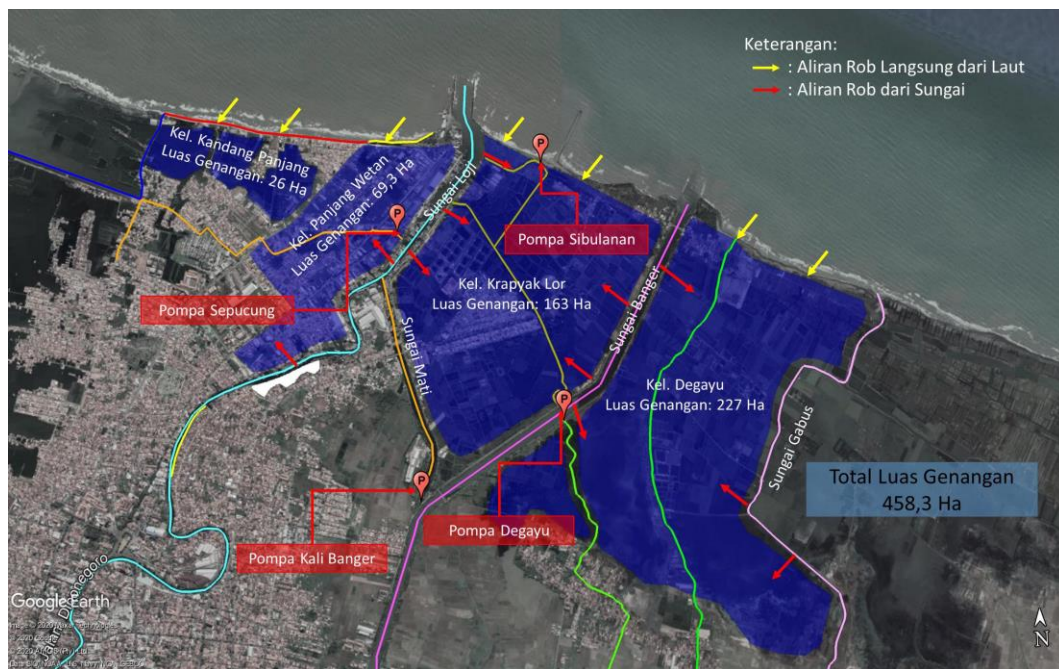 Keterangan:
: Aliran Rob Langsung dari Laut
: Aliran Rob dari Sungai
Kel. Kandang Panjang
Luas Genangan: 26 Ha
Kel. Panjang Wetan
Luas Genangan: 69,3 Ha
Sungai Loji
P
P
Pompa Sibulanan
Pompa Sepucung
Kel. Krapyak Lor
Luas Genangan: 163 Ha
Sungai Banger
Sungai Mati
Kel. Degayu
Luas Genangan: 227 Ha
P
Sungai Gabus
Total Luas Genangan
458,3 Ha
P
Pompa Degayu
Pompa Kali Banger
Google Earth
N